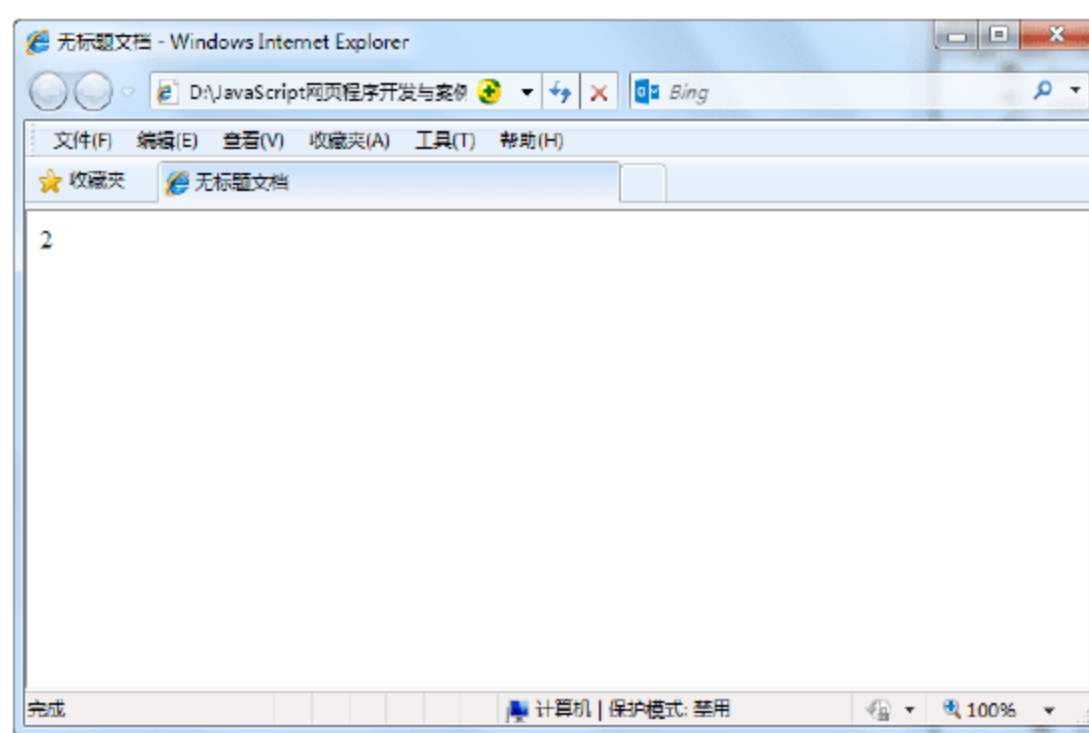 无标题文档 - Windows Internet Explorer
D:\JavaScript网页程序开发与案例 Bing
文件(F) 编辑(E) 查看(V) 收藏夹(A) 工具(T) 帮助(H)
收藏夹 无标题文档
2
完成 计算机 | 保护模式: 禁用 100%